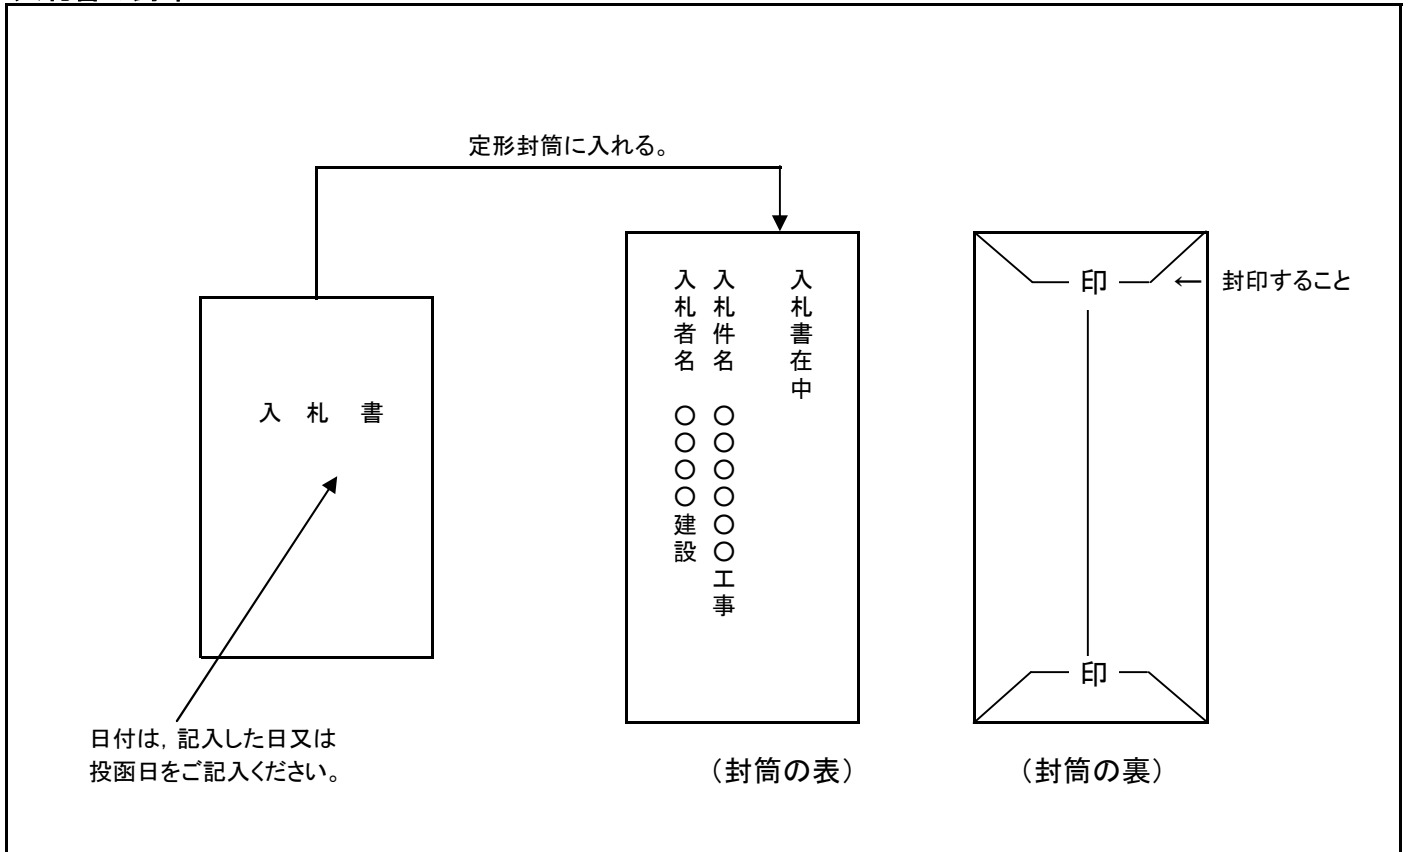 定形封筒に入れる。
入札書
日付は，記入した日又は
投函日をご記入ください。
入札書在中
入札件名　〇〇〇〇〇〇工事
入札者名　〇〇〇〇建設
（封筒の表）
印
← 封印すること
印
（封筒の裏）